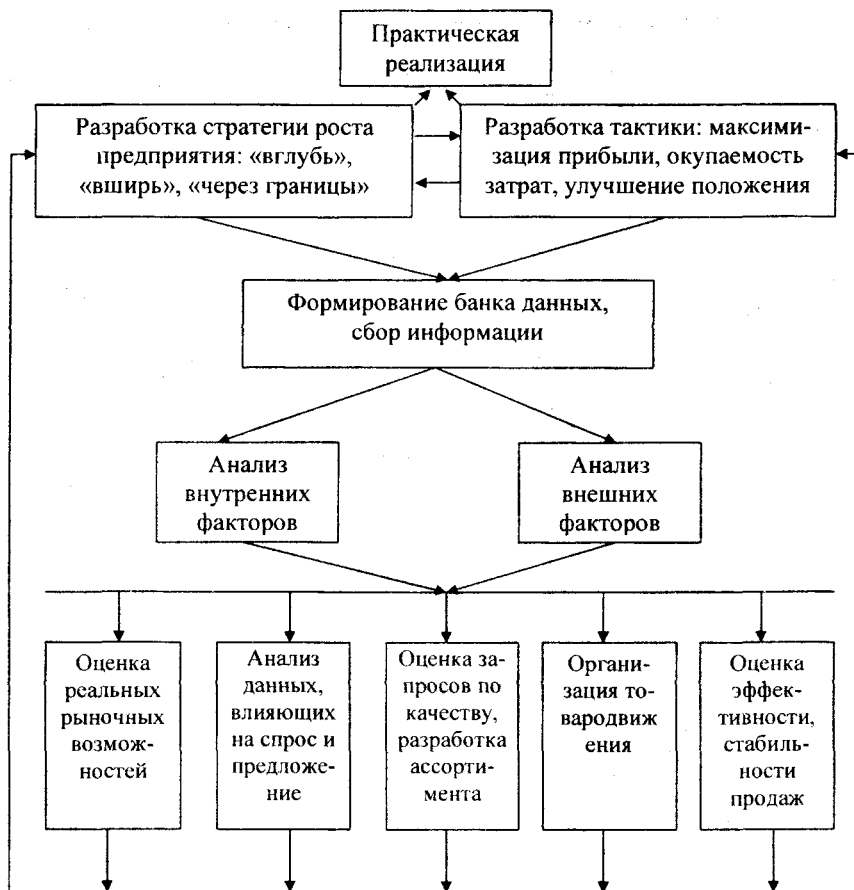 Практическая
реализация
Разработка стратегии роста
предприятия: «вглубь»,
«вширь», «через границы»
Разработка тактики: максими-
зация прибыли, окупаемость
затрат, улучшение положения
Формирование банка данных,
сбор информации
Анализ
внутренних
факторов
Анализ
внешних
факторов
Оценка
реальных
рыночных
возмож-
ностей
Анализ
данных,
влияющих
на спрос и
предложе-
ние
Оценка за-
просов по
качеству,
разработка
ассорти-
мента
Органи-
зация то-
вародвиж
ения
Оценка
эффек-
тивности,
стабиль-
ности
продаж